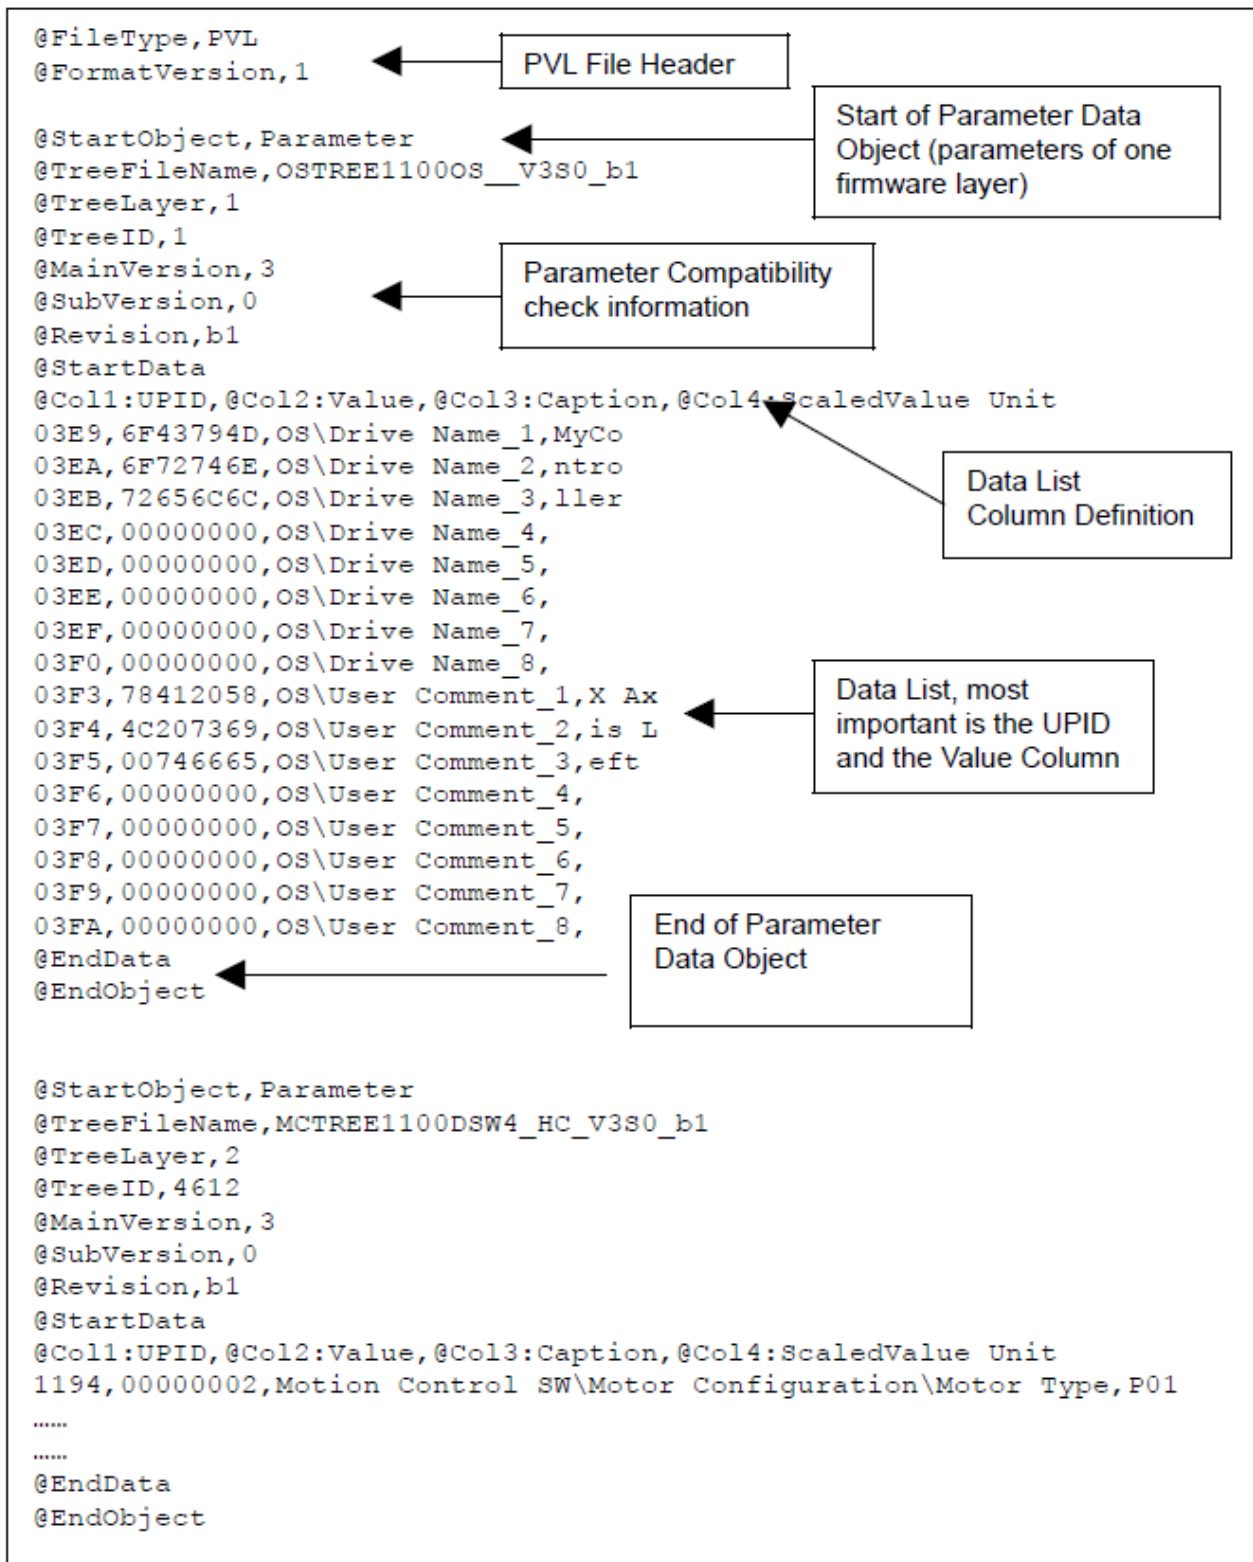 @FileType,PVL
@FormatVersion,1
PVL File Header
@StartObject,Parameter
@TreeFileName,OSTREE1100OS__V3S0_b1
@TreeLayer,1
@TreeID,1
Start of Parameter Data
Object (parameters of one
firmware layer)
@MainVersion,3
@SubVersion,0
@Revision,b1
Parameter Compatibility
check information
@StartData
@Col1:UPID,@Col2:Value,@Col3:Caption,@Col4:ScaledValue Unit
03E9,6F43794D,OS\Drive Name_1,MyCo
03EA,6F72746E,OS\Drive Name_2,ntro
03EB,72656C6C,OS\Drive Name_3,ller
03EC,00000000,OS\Drive Name_4,
03ED,00000000,OS\Drive Name_5,
03EE,00000000,OS\Drive Name_6,
03EF,00000000,OS\Drive Name_7,
03F0,00000000,OS\Drive Name_8,
Data List
Column Definition
03F3,78412058,OS\User Comment_1,X Ax
03F4,4C207369,OS\User Comment_2,is L
03F5,00746665,OS\User Comment_3,eft
03F6,00000000,OS\User Comment_4,
03F7,00000000,OS\User Comment_5,
03F8,00000000,OS\User Comment_6,
03F9,00000000,OS\User Comment_7,
03FA,00000000,OS\User Comment_8,
Data List, most
important is the UPID
and the Value Column
@EndData
@EndObject
End of Parameter
Data Object
@StartObject,Parameter
@TreeFileName,MCTREE1100DSW4_HC_V3S0_b1
@TreeLayer,2
@TreeID,4612
@MainVersion,3
@SubVersion,0
@Revision,b1
@StartData
@Col1:UPID,@Col2:Value,@Col3:Caption,@Col4:ScaledValue Unit
1194,00000002,Motion Control SW\Motor Configuration\Motor Type,P01
……
……
@EndData
@EndObject